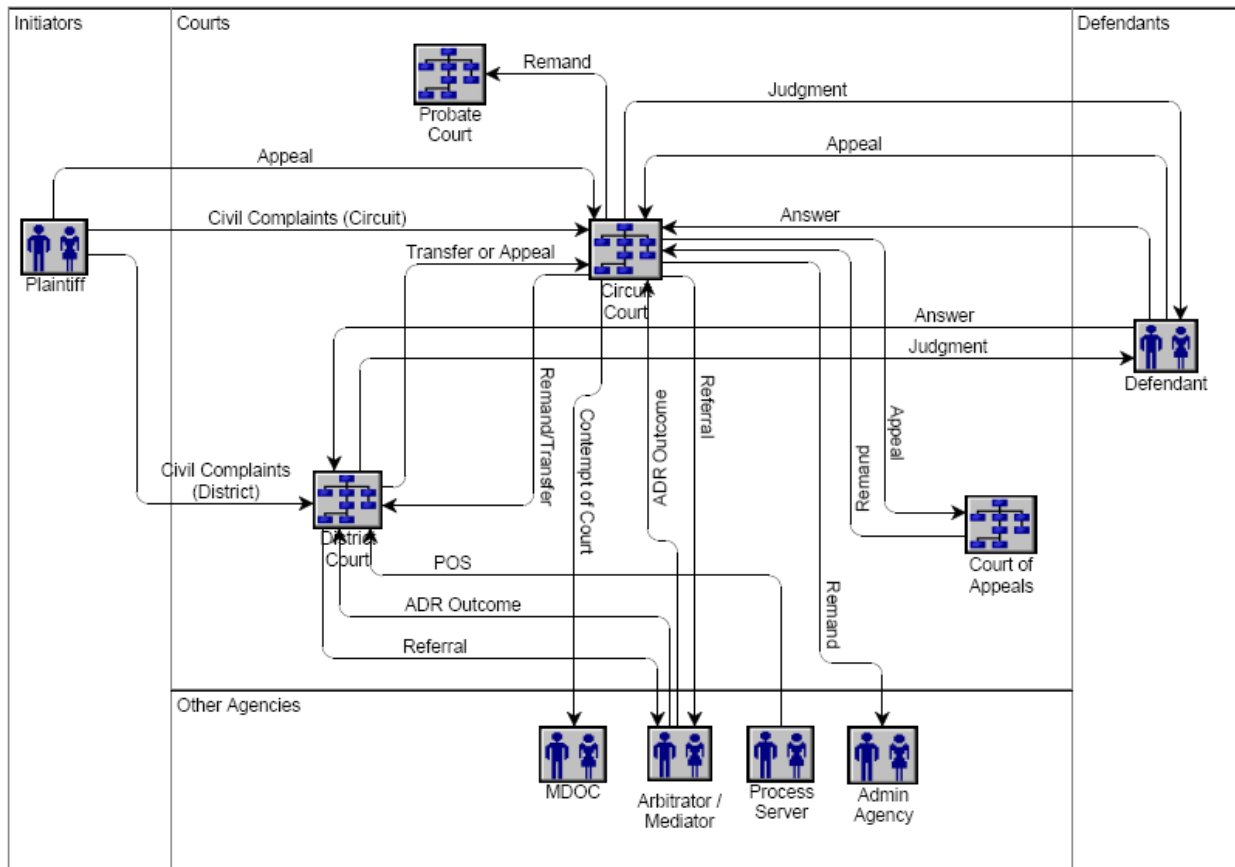 Initiators
Courts
Defendants
Remand
Probate
Court
Judgment
Appeal
Appeal
Civil Complaints (Circuit)
Answer
Transfer or Appeal
Plaintiff
Circuit
Court
Answer
Judgment
Defendant
Remand/Transfer
Contempt of Court
ADR Outcome
Referral
Appeal
Remand
Civil Complaints
(District)
District
Court
POS
Court of
Appeals
ADR Outcome
Remand
Referral
Other Agencies
MDOC
Arbitrator /
Mediator
Process
Server
Admin
Agency